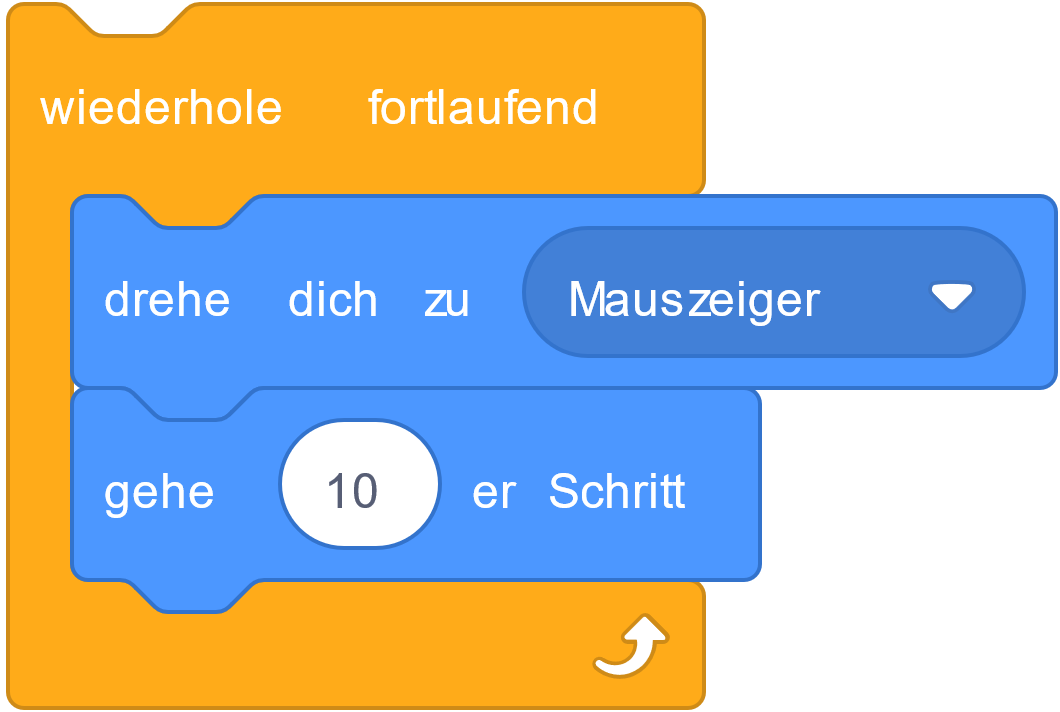 wiederhole fortlaufend
drehe dich zu Mauszeiger
gehe 10 er Schritt